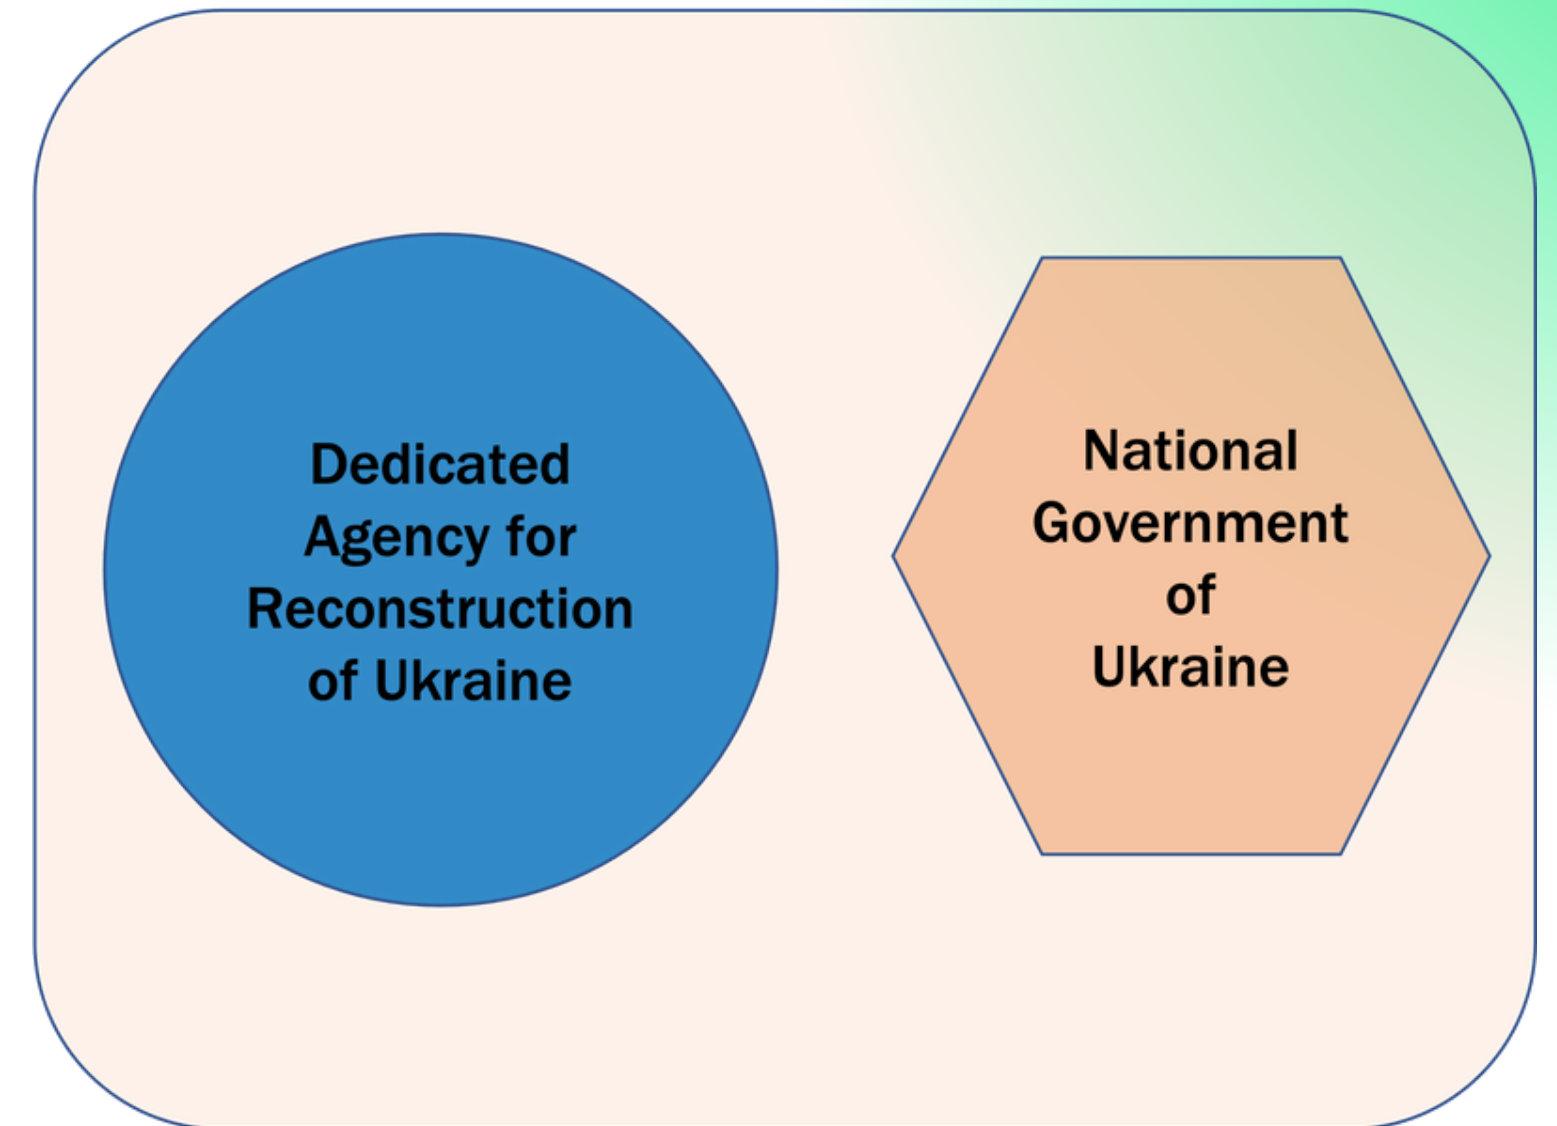 Dedicated
Agency for
Reconstruction
of Ukraine
National
Government
of
Ukraine